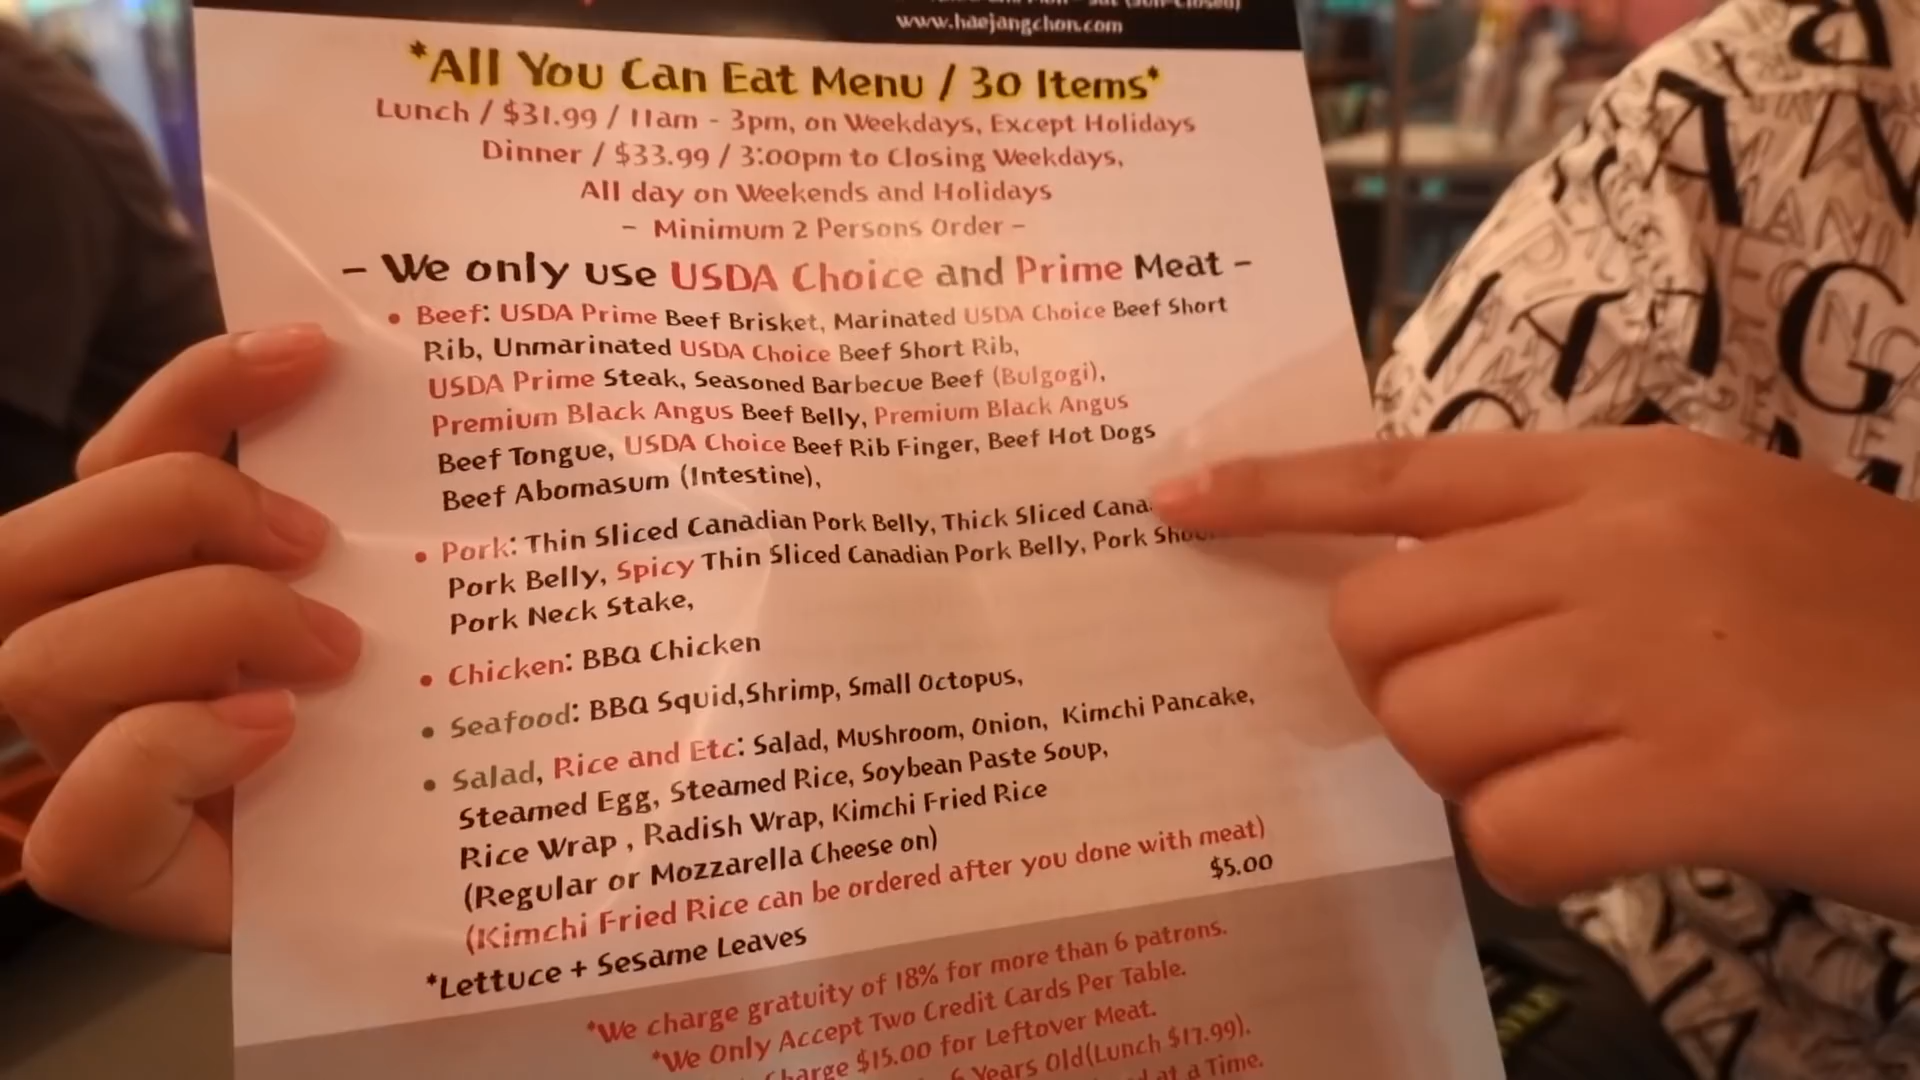 www.haejangchon.com
*All You Can Eat Menu / 30 Items*
Lunch / $31.99 / 11am - 3pm, on Weekdays, Except Holidays
Dinner / $33.99 / 3:00pm to Closing Weekdays,
All day on Weekends and Holidays
- Minimum 2 Persons Order -
- We only use USDA Choice and Prime Meat -
• Beef: USDA Prime Beef Brisket, Marinated USDA Choice Beef Short
Rib, Unmarinated USDA Choice Beef Short Rib,
USDA Prime Steak, Seasoned Barbecue Beef (Bulgogi),
Premium Black Angus Beef Belly, Premium Black Angus
Beef Tongue, USDA Choice Beef Rib Finger, Beef Hot Dogs
Beef Abomasum (Intestine),
• Pork: Thin Sliced Canadian Pork Belly, Thick Sliced
Pork Belly, Spicy Thin Sliced Canadian Pork Belly, Pork
Pork Neck Stake,
• Chicken: BBQ Chicken
• Seafood: BBQ Squid,Shrimp, Small Octopus,
• Salad, Rice and Etc: Salad, Mushroom, Onion, Kimchi Pancake,
Steamed Egg, Steamed Rice, Soybean Paste Soup,
Rice Wrap , Radish Wrap, Kimchi Fried Rice
(Regular or Mozzarella Cheese on)
(Kimchi Fried Rice can be ordered after you done with meat)
*Lettuce + Sesame Leaves $5.00
*We charge gratuity of 18% for more than 6 patrons.
*We Only Accept Two Credit Cards Per Table.
$15.00 for Leftover Meat.
6 Years Old(Lunch $17.99).
at a Time.